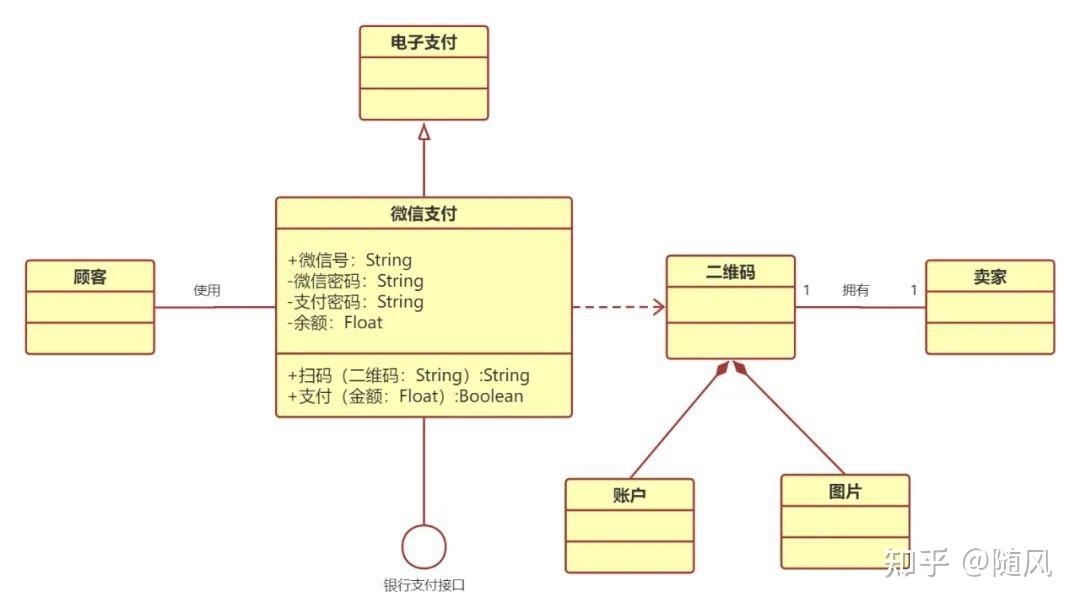 电子支付
微信支付
+微信号：String
-微信密码：String
-支付密码：String
-余额：Float
+扫码（二维码：String）:String
+支付（金额：Float）:Boolean
顾客
使用
二维码
1
拥有
1
卖家
账户
图片
银行支付接口
知乎 @随风